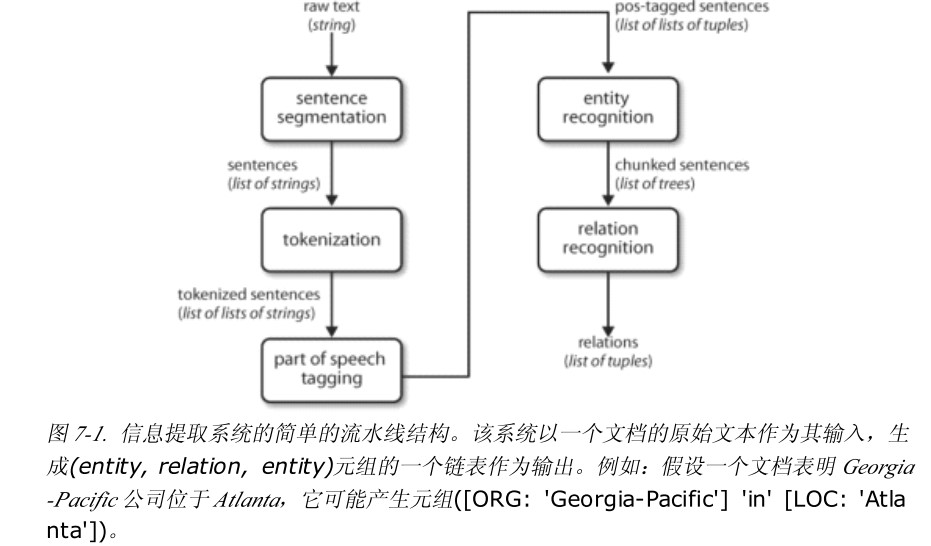 raw text
(string)
sentence
segmentation
sentences
(list of strings)
tokenization
tokenized sentences
(list of lists of strings)
part of speech
tagging
pos-tagged sentences
(list of lists of tuples)
entity
recognition
chunked sentences
(list of trees)
relation
recognition
relations
(list of tuples)
图 7-1. 信息提取系统的简单的流水线结构。该系统以一个文档的原始文本作为其输入，生
成(entity, relation, entity)元组的一个链表作为输出。例如：假设一个文档表明 Georgia
-Pacific 公司位于 Atlanta，它可能产生元组([ORG: 'Georgia-Pacific'] 'in' [LOC: 'Atla
nta'])。